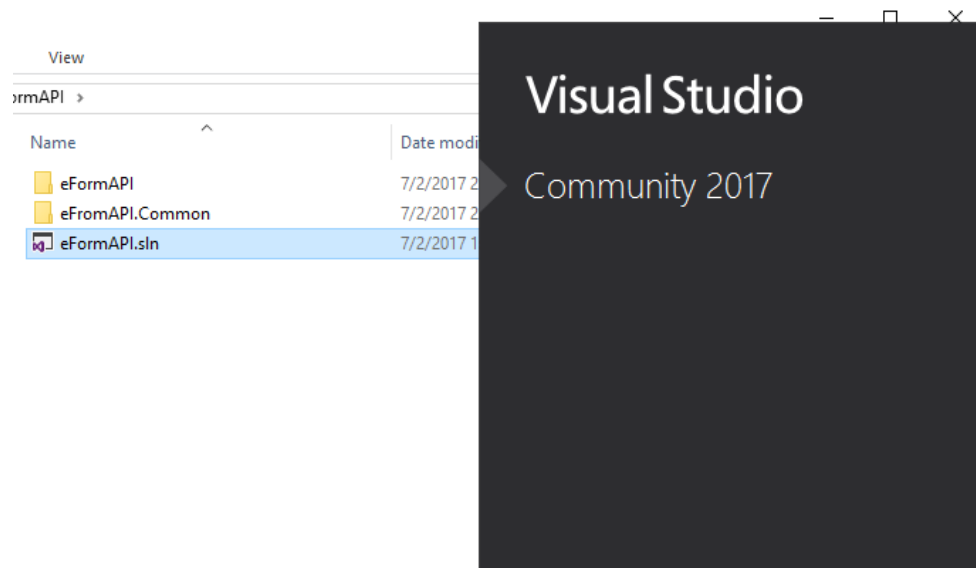 View
ormAPI >
Name
Date modi
eFormAPI
7/2/2017 2
eFromAPI.Common
7/2/2017 2
eFormAPI.sln
7/2/2017 1
Visual Studio
Community 2017